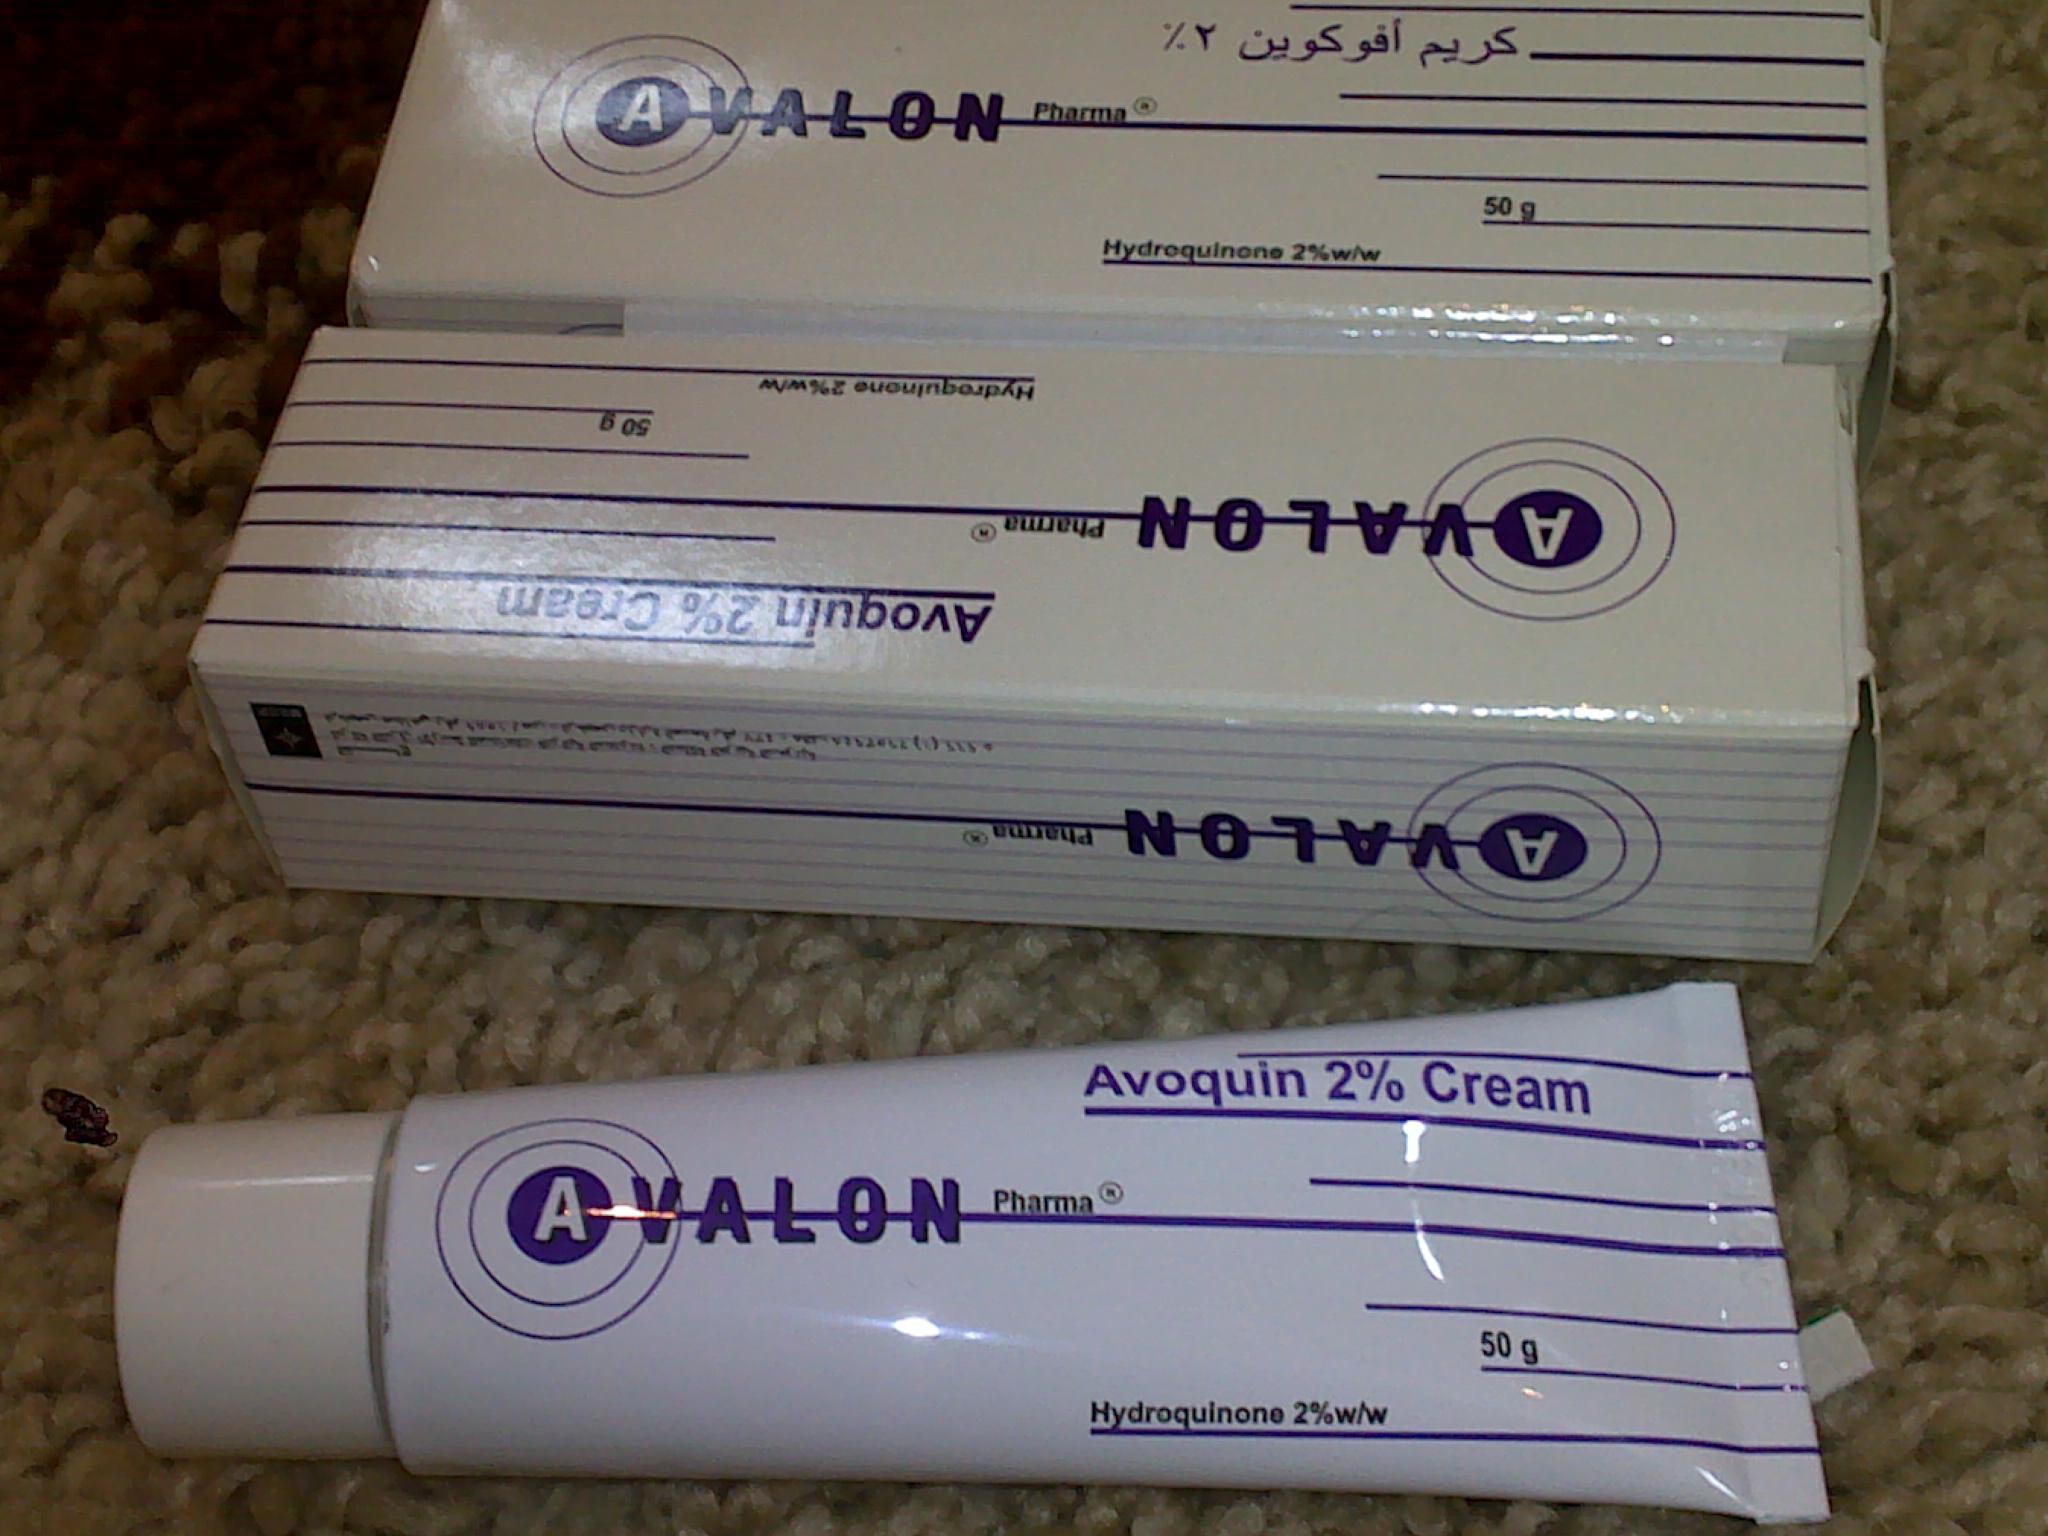 كريم أفوكوين ٢٪
AVALON Pharma®
50 g
Hydroquinone 2%w/w
Hydroquinone 2%w/w
50 g
AVALON Pharma®
Avoquin 2% Cream
AVALON Pharma®
Avoquin 2% Cream
AVALON Pharma®
50 g
Hydroquinone 2%w/w